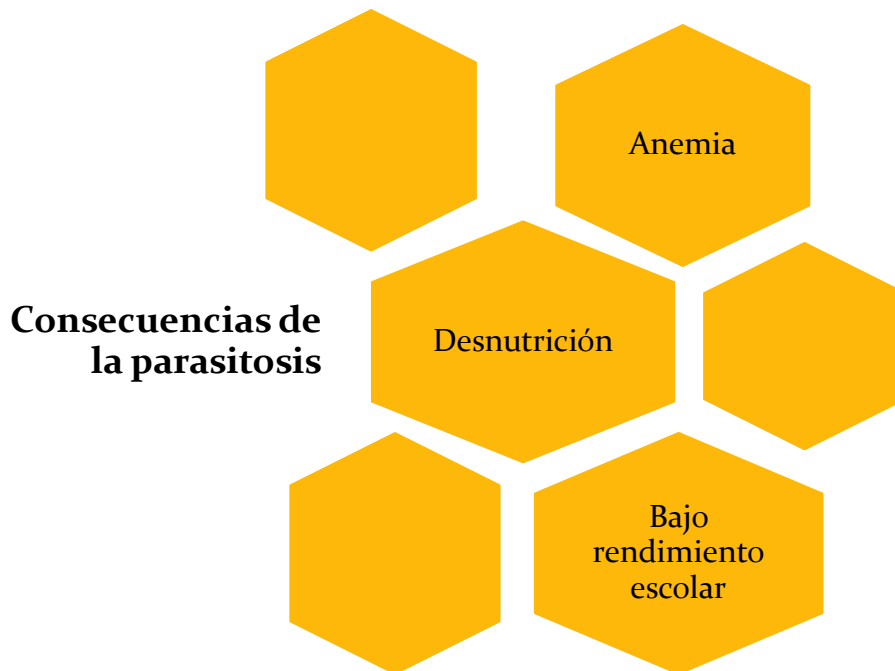 Consecuencias de
la parasitosis
Anemia
Desnutrición
Bajo
rendimiento
escolar